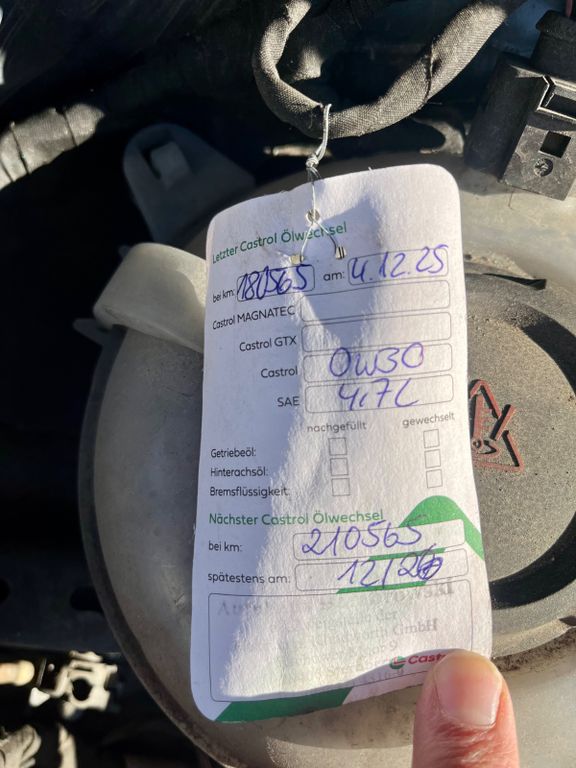 Letzter Castrol Ölwechsel
bei km: 180565 am: 4.12.25
Castrol MAGNATEC
Castrol GTX
Castrol 0W30
SAE 4,7L
nachgefüllt gewechselt
Getriebeöl:
Hinterachsöl:
Bremsflüssigkeit:
Nächster Castrol Ölwechsel
bei km: 210565
spätestens am: 12/26
GmbH